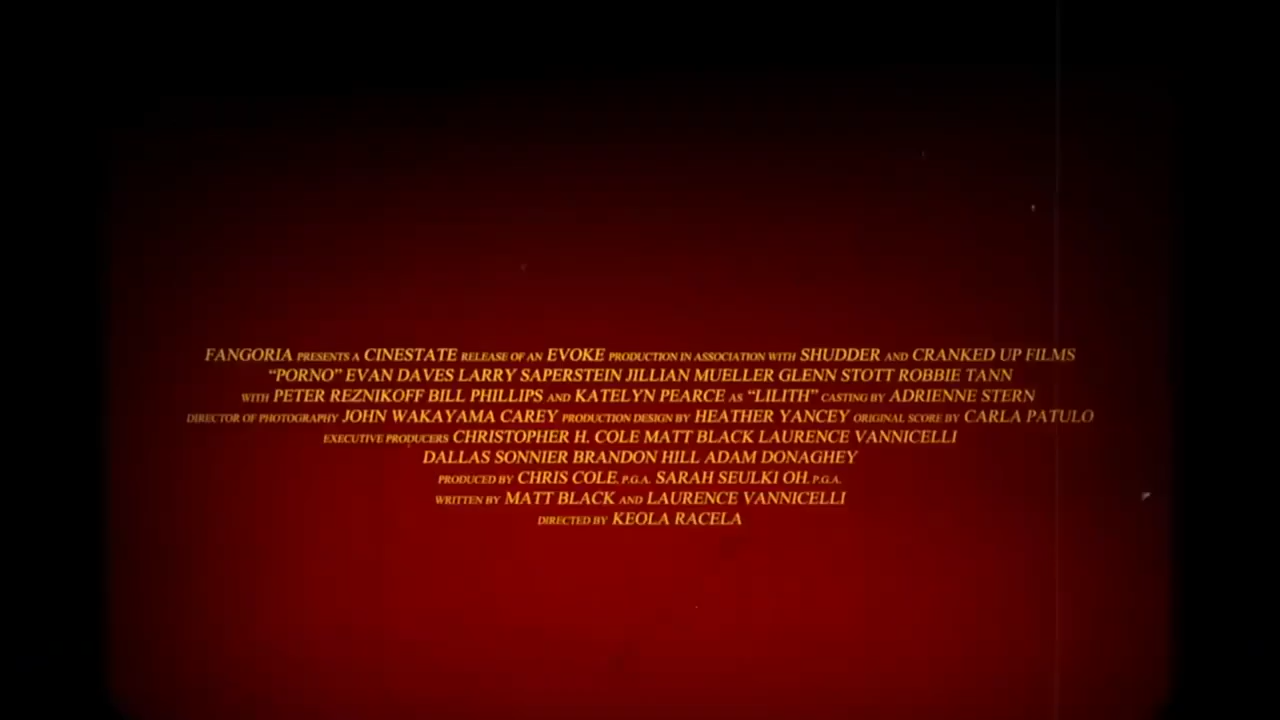 FANGORIA PRESENTS A CINESTATE RELEASE OF AN EVOKE PRODUCTION IN ASSOCIATION WITH SHUDDER AND CRANKED UP FILMS
“PORNO” EVAN DAVES LARRY SAPERSTEIN JILLIAN MUELLER GLENN STOTT ROBBIE TANN
WITH PETER REZNIKOFF BILL PHILLIPS AND KATELYN PEARCE AS “LILITH” CASTING BY ADRIENNE STERN
DIRECTOR OF PHOTOGRAPHY JOHN WAKAYAMA CAREY PRODUCTION DESIGN BY HEATHER YANCEY ORIGINAL SCORE BY CARLA PATULO
EXECUTIVE PRODUCERS CHRISTOPHER H. COLE MATT BLACK LAURENCE VANNICELLI
DALLAS SONNIER BRANDON HILL ADAM DONAGHEY
PRODUCED BY CHRIS COLE, P.G.A. SARAH SEULKI OH, P.G.A.
WRITTEN BY MATT BLACK AND LAURENCE VANNICELLI
DIRECTED BY KEOLA RACELA